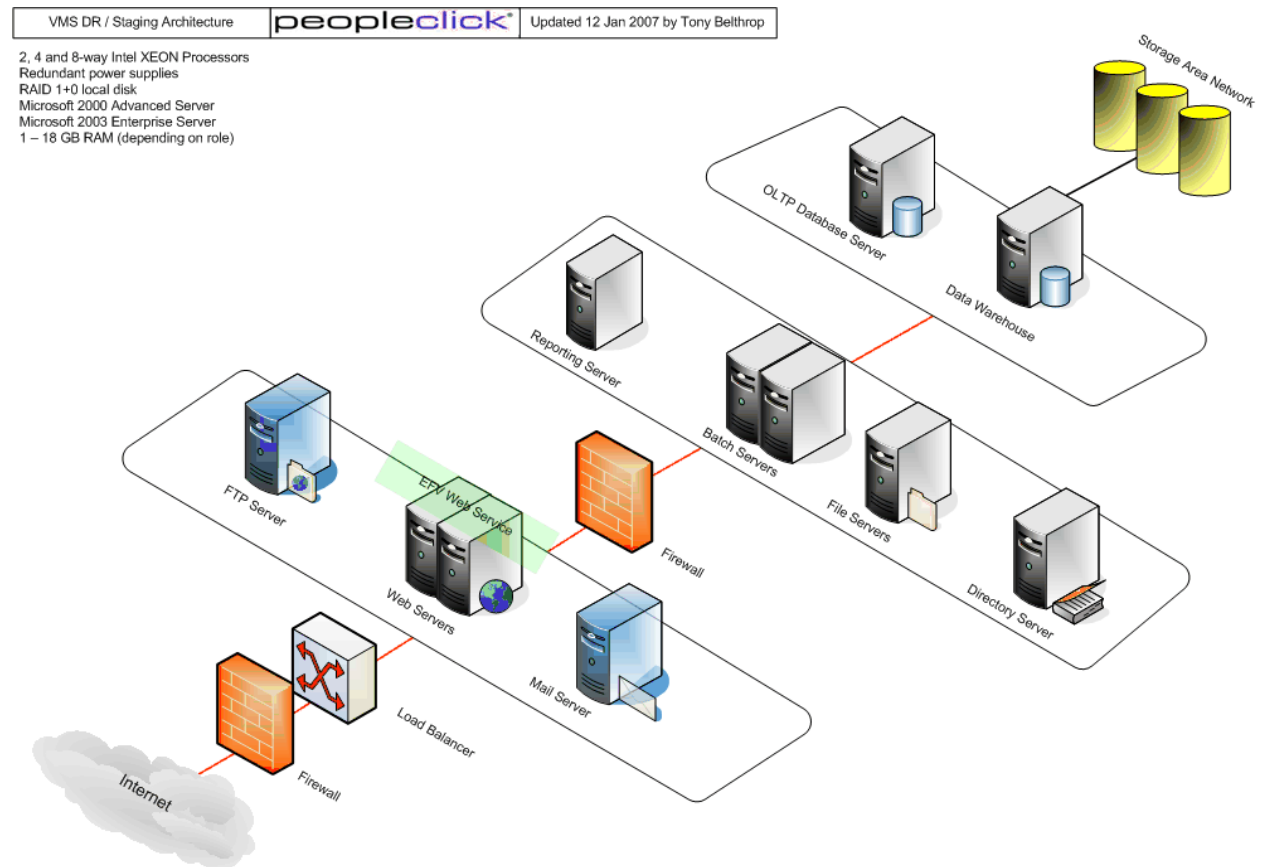 VMS DR / Staging Architecture
peopleclick
Updated 12 Jan 2007 by Tony Belthrop
2, 4 and 8-way Intel XEON Processors
Redundant power supplies
RAID 1+0 local disk
Microsoft 2000 Advanced Server
Microsoft 2003 Enterprise Server
1 – 18 GB RAM (depending on role)
Storage Area Network
OLTP Database Server
Data Warehouse
Reporting Server
Batch Servers
File Servers
Directory Server
FTP Server
EFV Web Service
Web Servers
Firewall
Mail Server
Load Balancer
Firewall
Internet